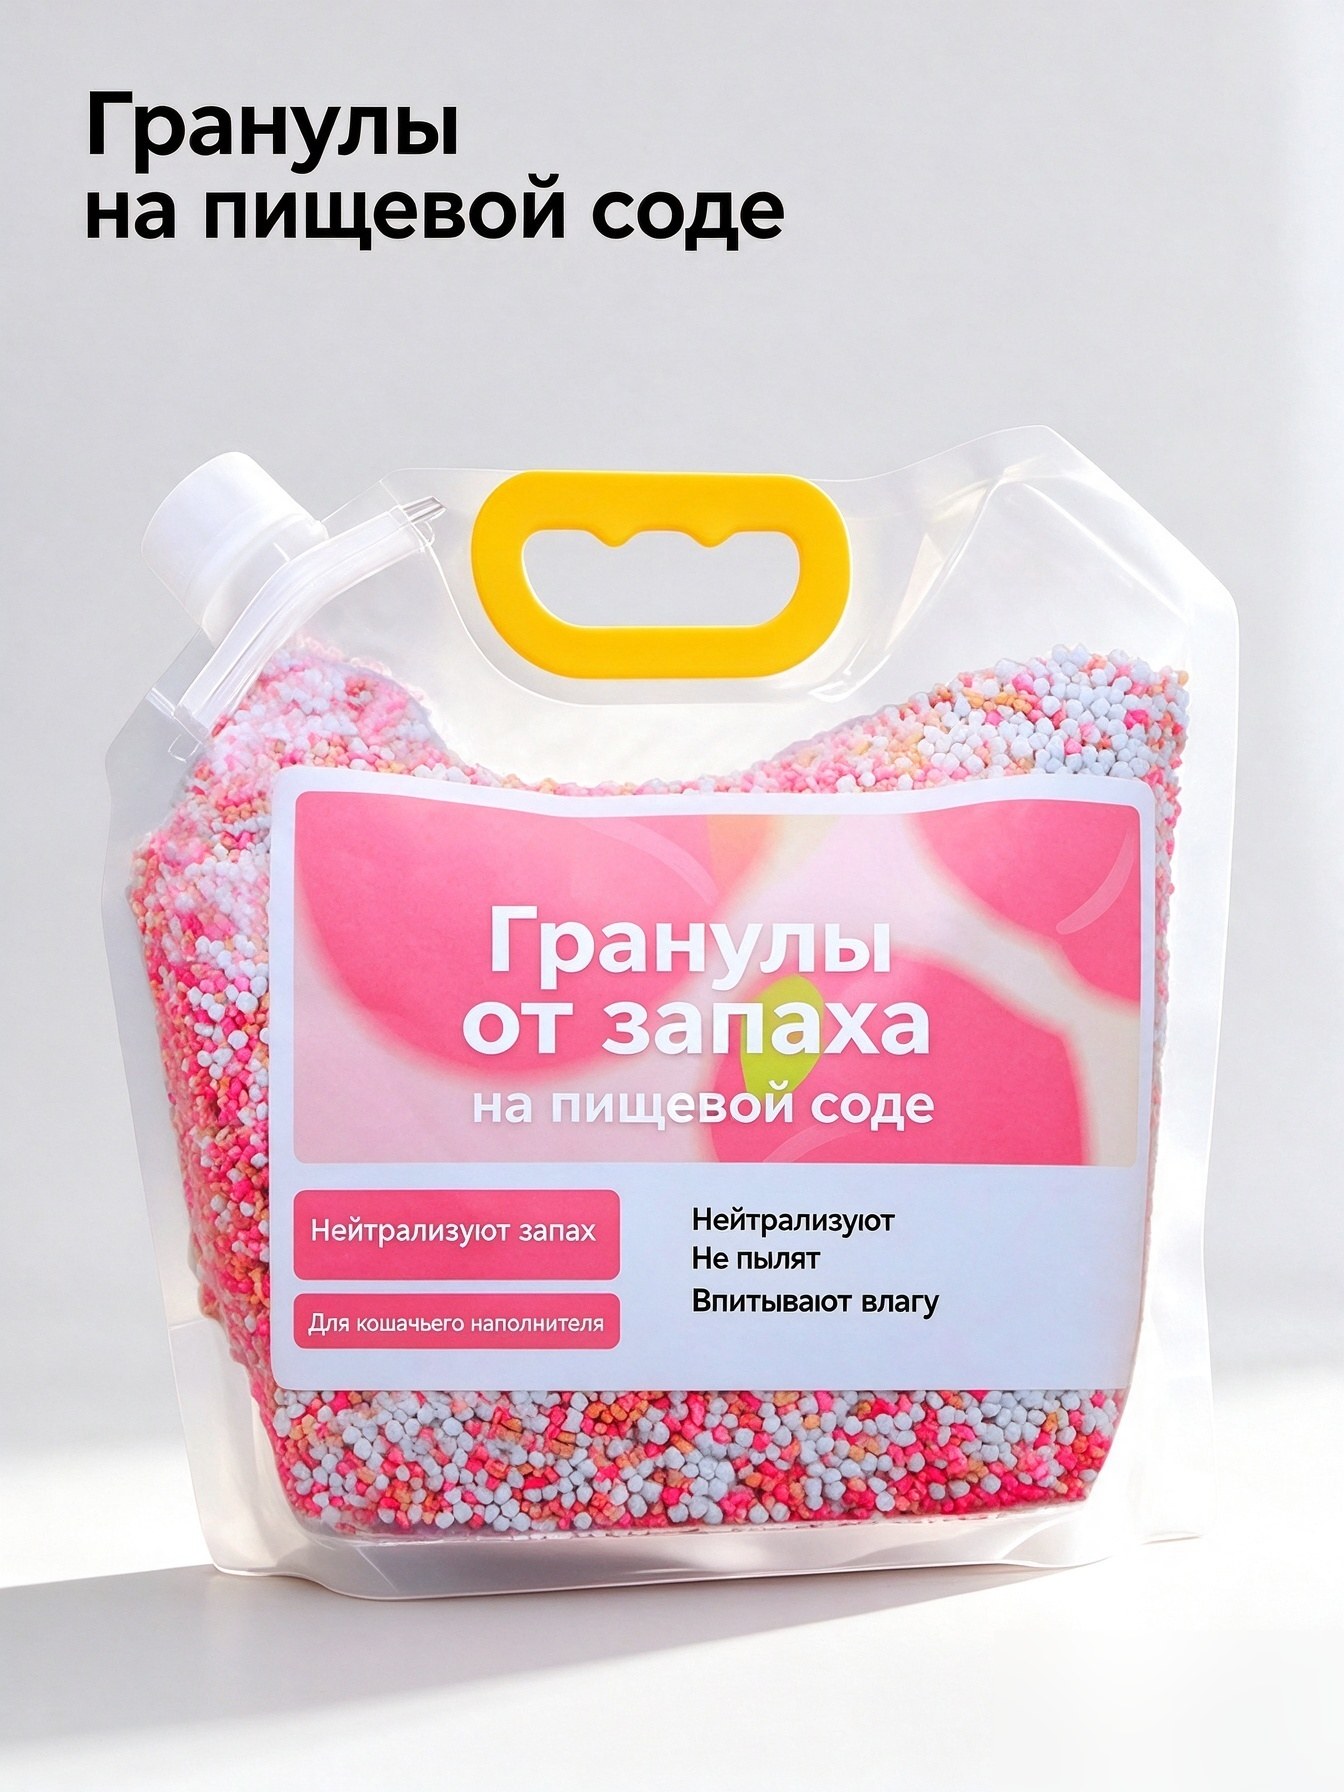 Гранулы
на пищевой соде
Гранулы
от запаха
на пищевой соде
Нейтрализуют запах
Для кошачьего наполнителя
Нейтрализуют
Не пылят
Впитывают влагу